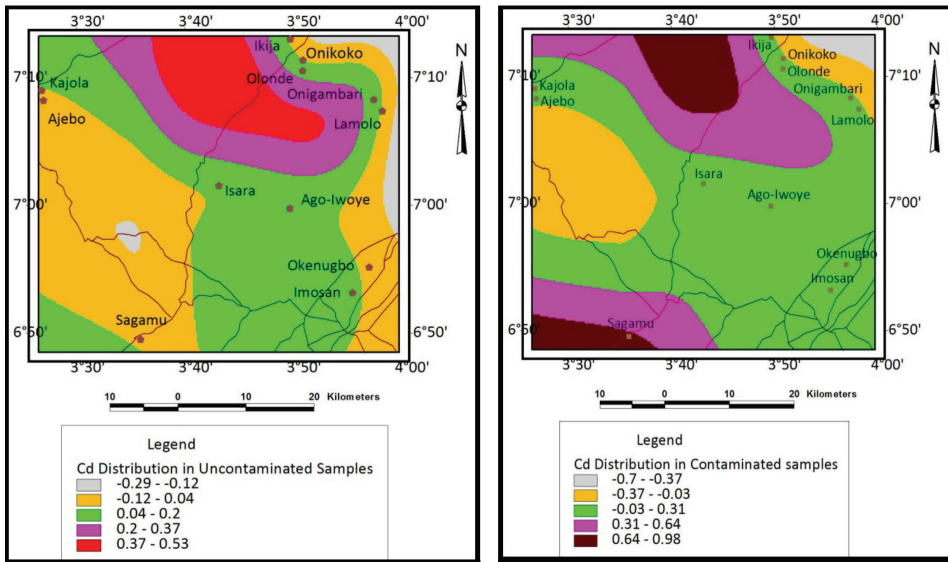 3°30' 3°40' 3°50' 4°00'
Ikija
Onikoko
Olonde
Onigambari
Lamolo
Kajola
Ajebo
Isara
Ago-Iwoye
Okenugbo
Imosan
Sagamu
N
7°10' 7°10'
7°00' 7°00'
6°50' 6°50'
3°30' 3°40' 3°50' 4°00'
10 0 10 20 Kilometers
Legend
Cd Distribution in Uncontaminated Samples
-0.29 - -0.12
-0.12 - 0.04
0.04 - 0.2
0.2 - 0.37
0.37 - 0.53
3°30' 3°40' 3°50' 4°00'
Ikija
Onikoko
Olonde
Onigambari
Lamolo
Kajola
Ajebo
Isara
Ago-Iwoye
Okenugbo
Imosan
Sagamu
N
7°10' 7°10'
7°00' 7°00'
6°50' 6°50'
3°30' 3°40' 3°50' 4°00'
10 0 10 20 Kilometers
Legend
Cd Distribution in Contaminated samples
-0.7 - -0.37
-0.37 - -0.03
-0.03 - 0.31
0.31 - 0.64
0.64 - 0.98